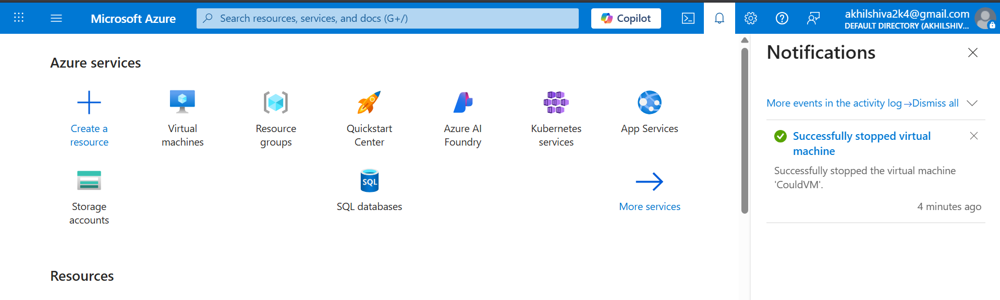 Microsoft Azure
Search resources, services, and docs (G+/)
Copilot
akhilshiva2k4@gmail.com
DEFAULT DIRECTORY (AKHILSHIV...
Azure services
Create a
resource
Virtual
machines
Resource
groups
Quickstart
Center
Azure AI
Foundry
Kubernetes
services
App Services
Storage
accounts
SQL
SQL databases
More services
Resources
Notifications
More events in the activity log →Dismiss all
Successfully stopped virtual
machine
Successfully stopped the virtual machine
'CouldVM'.
4 minutes ago